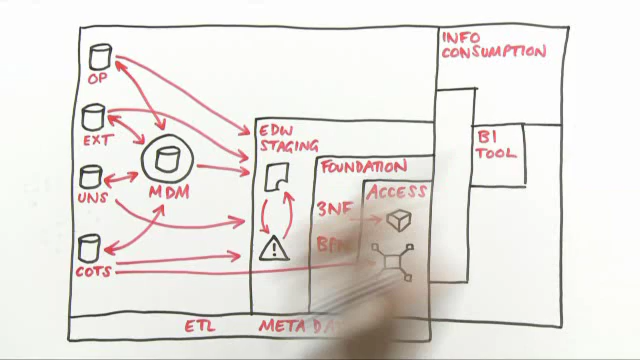 INFO
CONSUMPTION
OP
EXT
UNS
COTS
MDM
EDW
STAGING
FOUNDATION
ACCESS
3NF
BI
TOOL
ETL